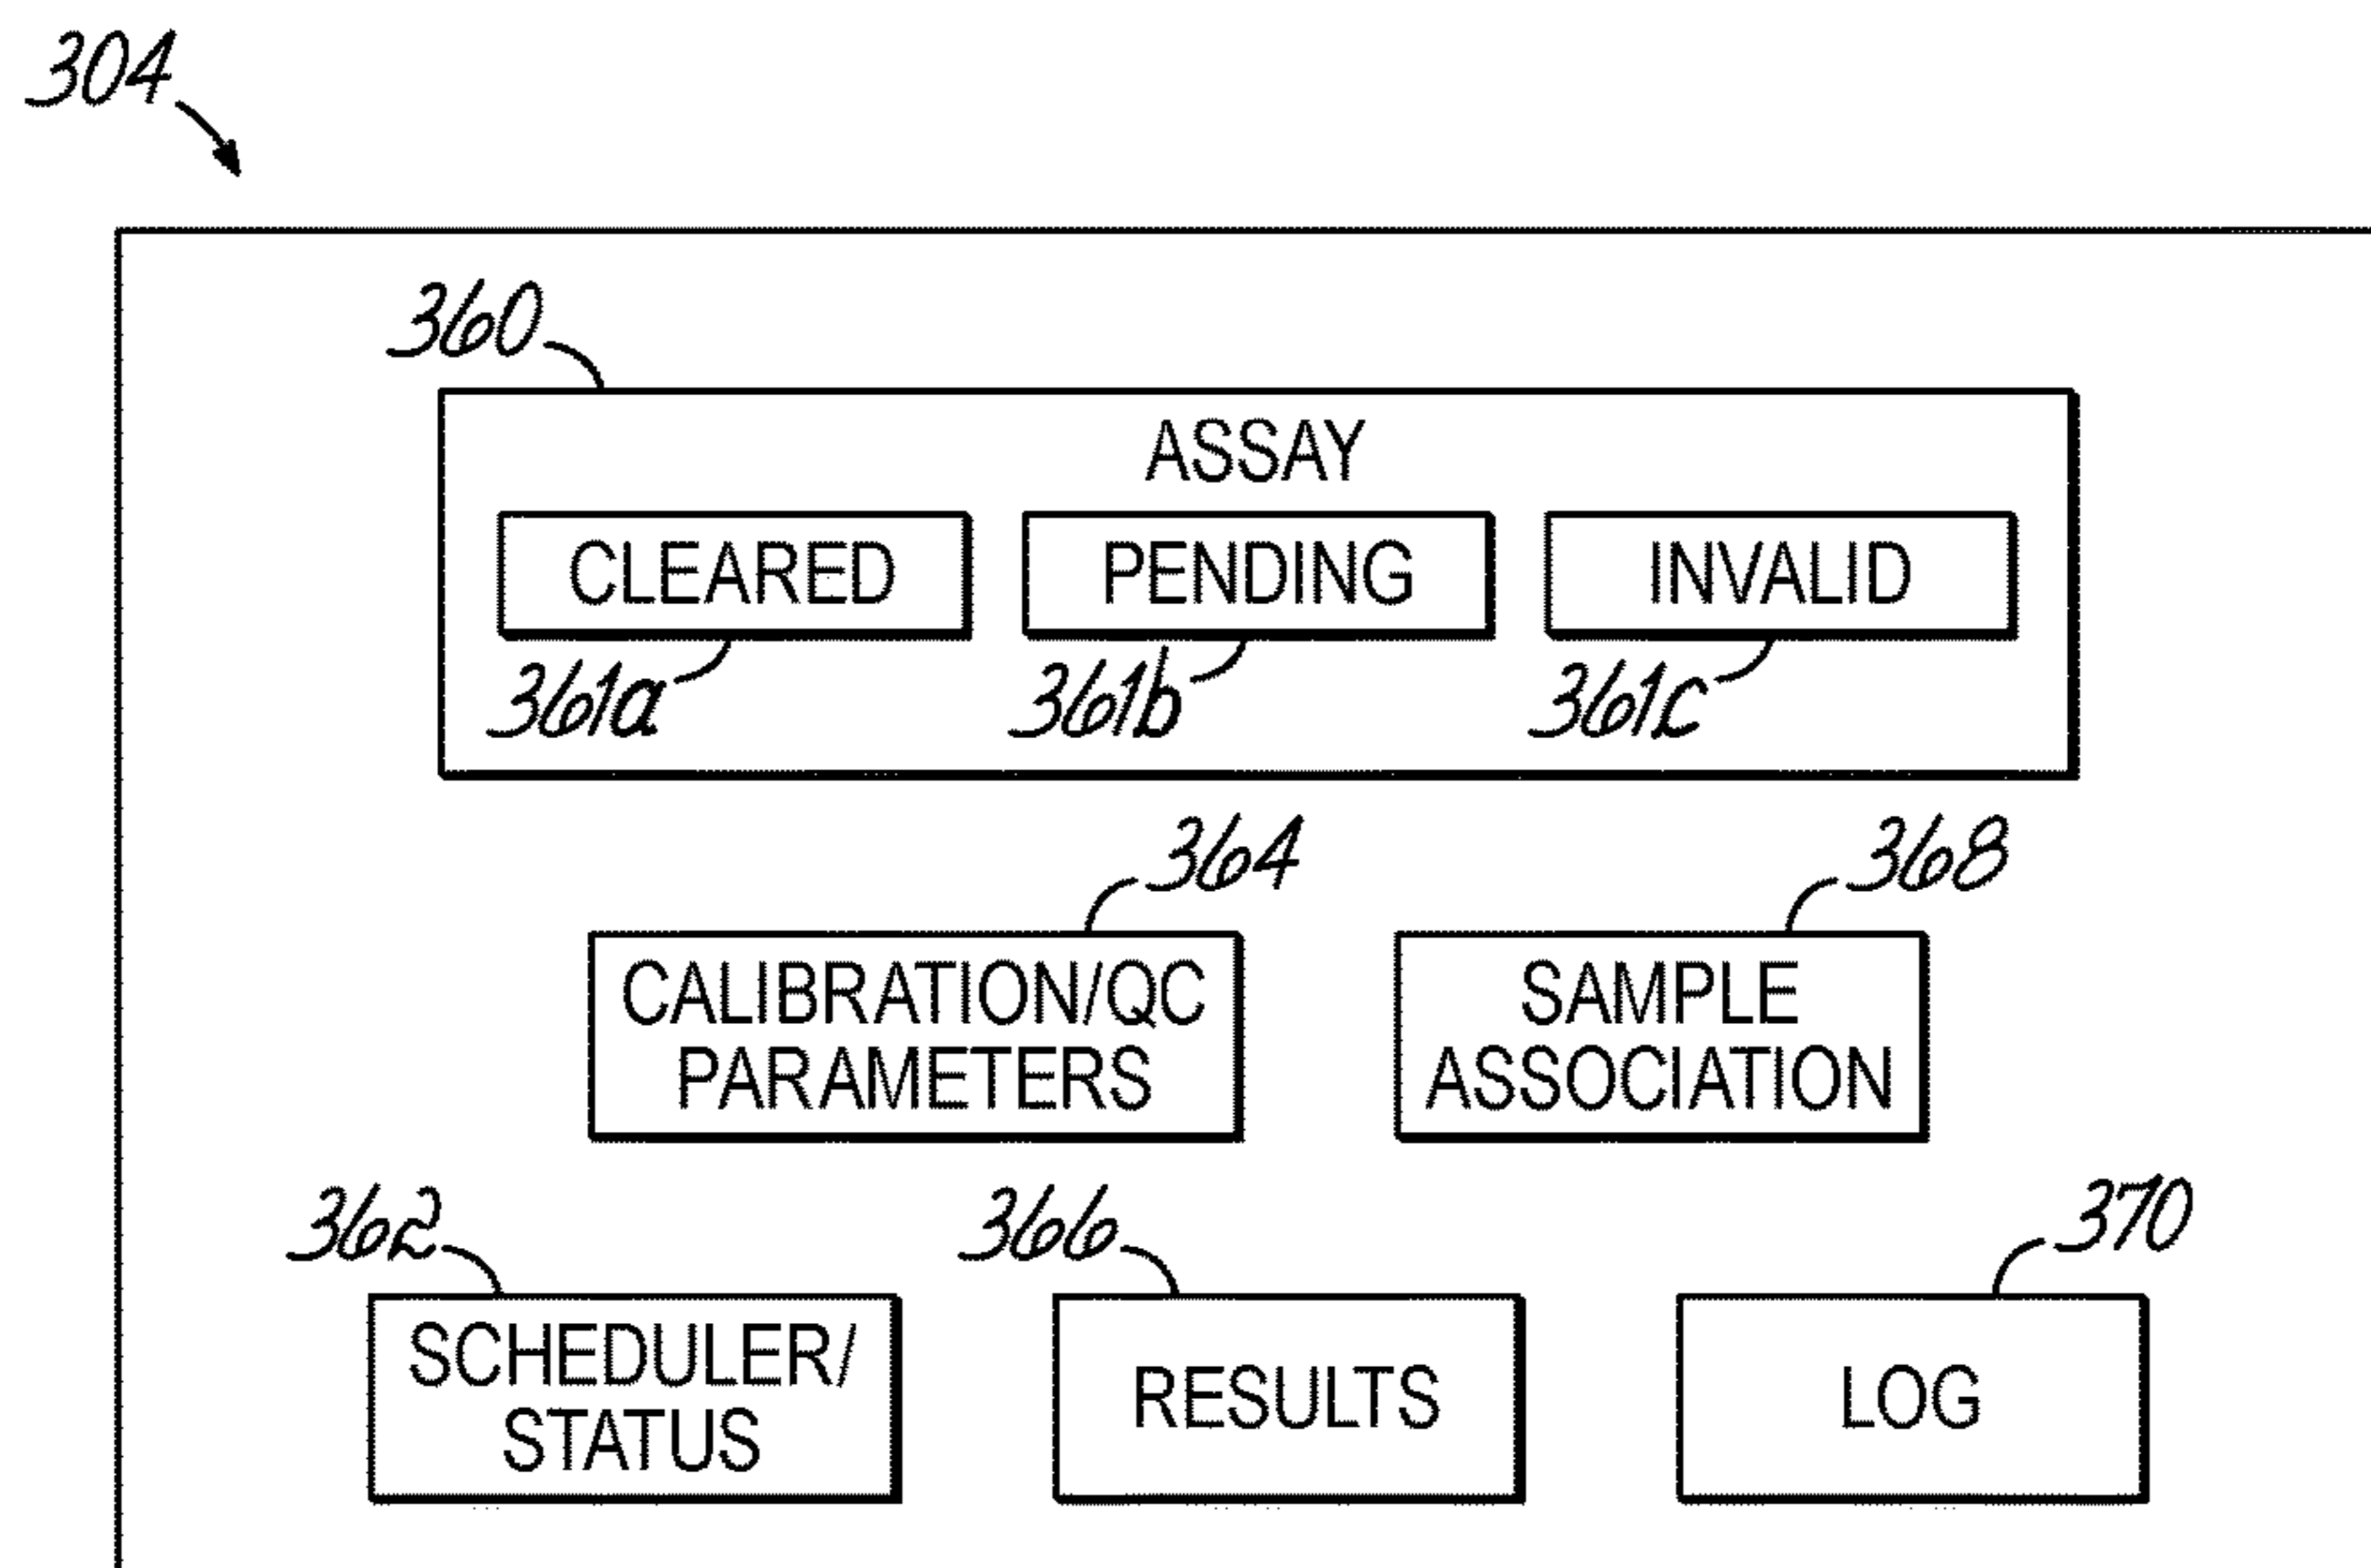 304
360
ASSAY
CLEARED
PENDING
INVALID
361a
361b
361c
364
368
CALIBRATION/QC
PARAMETERS
SAMPLE
ASSOCIATION
362
366
370
SCHEDULER/
STATUS
RESULTS
LOG